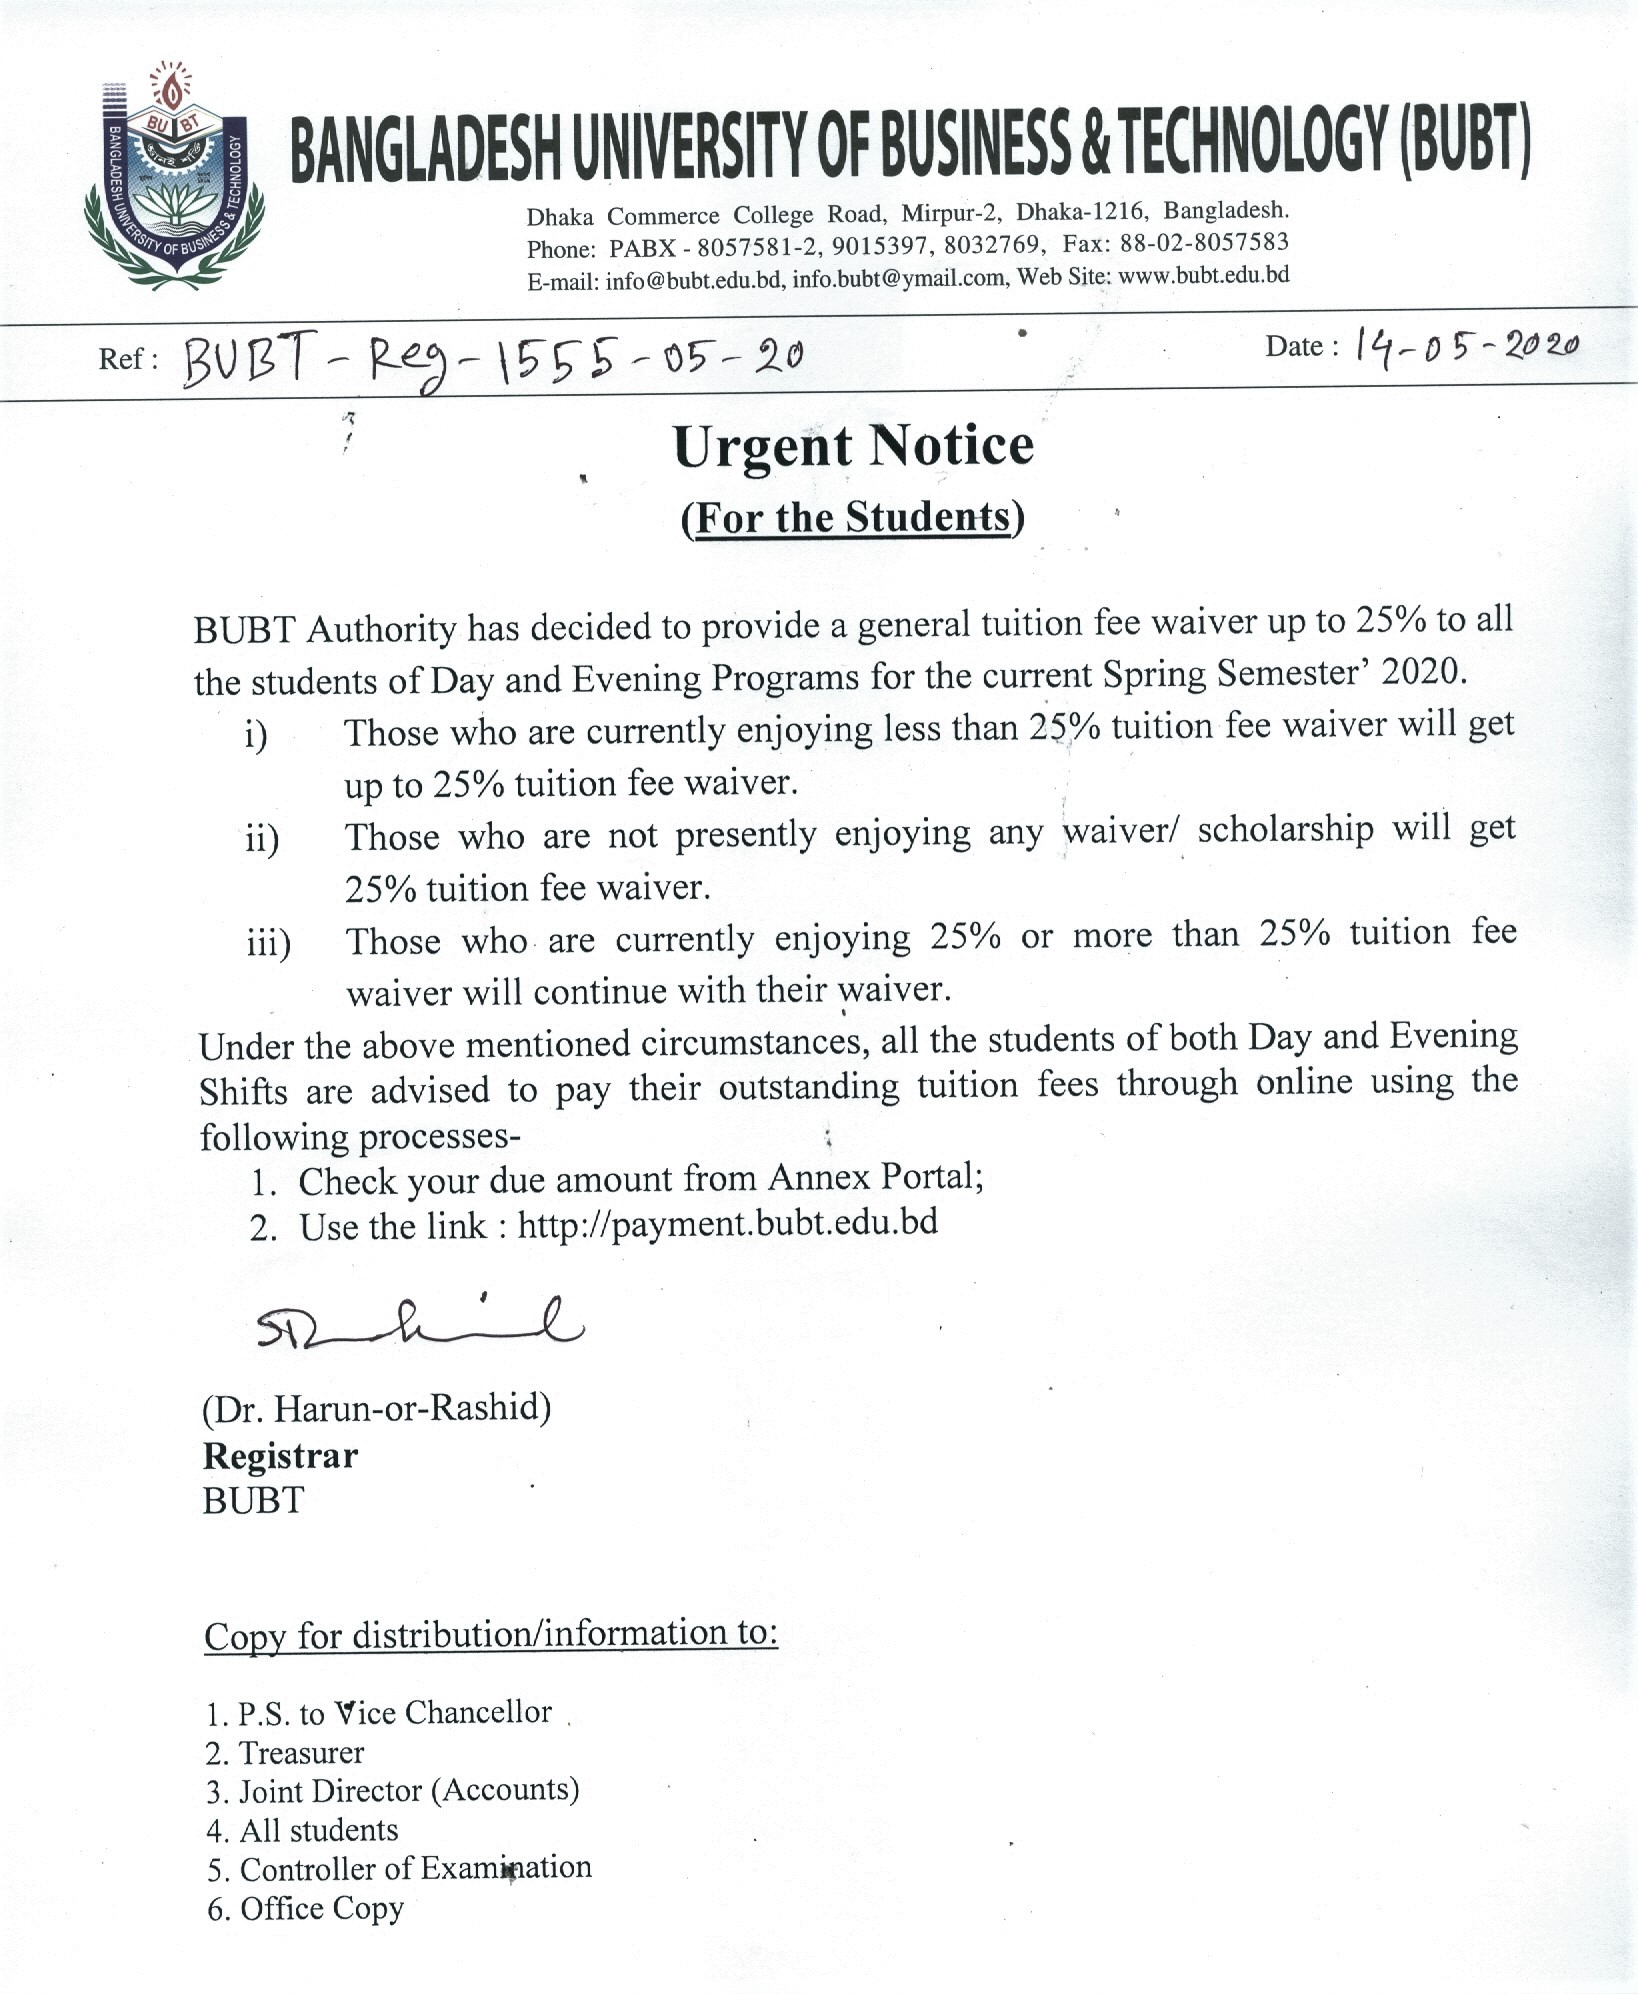 BU BT
জ্ঞানই শক্তি
BANGLADESH UNIVERSITY OF BUSINESS & TECHNOLOGY
BANGLADESH UNIVERSITY OF BUSINESS & TECHNOLOGY (BUBT)
Dhaka Commerce College Road, Mirpur-2, Dhaka-1216, Bangladesh.
Phone: PABX - 8057581-2, 9015397, 8032769, Fax: 88-02-8057583
E-mail: info@bubt.edu.bd, info.bubt@ymail.com, Web Site: www.bubt.edu.bd
Ref : BUBT - Reg - 1555 - 05 - 20 Date : 14-05-2020
Urgent Notice
(For the Students)
BUBT Authority has decided to provide a general tuition fee waiver up to 25% to all
the students of Day and Evening Programs for the current Spring Semester’ 2020.
i) Those who are currently enjoying less than 25% tuition fee waiver will get
up to 25% tuition fee waiver.
ii) Those who are not presently enjoying any waiver/ scholarship will get
25% tuition fee waiver.
iii) Those who are currently enjoying 25% or more than 25% tuition fee
waiver will continue with their waiver.
Under the above mentioned circumstances, all the students of both Day and Evening
Shifts are advised to pay their outstanding tuition fees through online using the
following processes-
1. Check your due amount from Annex Portal;
2. Use the link : http://payment.bubt.edu.bd
(Dr. Harun-or-Rashid)
Registrar
BUBT
Copy for distribution/information to:
1. P.S. to Vice Chancellor
2. Treasurer
3. Joint Director (Accounts)
4. All students
5. Controller of Examination
6. Office Copy